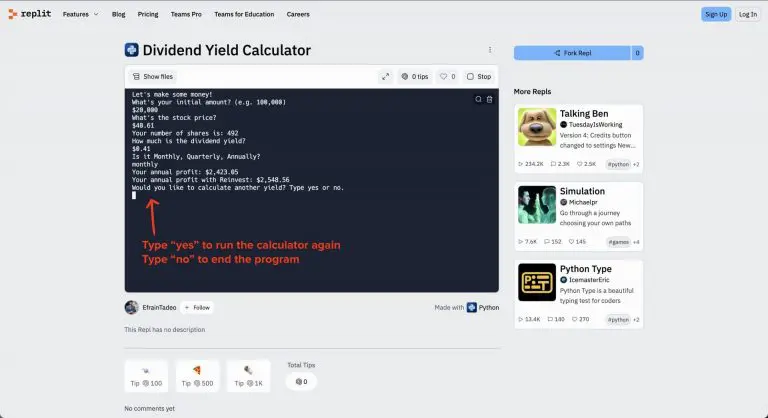 replit
Features
Blog
Pricing
Teams Pro
Teams for Education
Careers
Sign Up
Log In
Dividend Yield Calculator
Fork Repl
0
Show files
0 tips
0
Stop
Let's make some money!
What's your initial amount? (e.g. 100,000)
$20,000
What's the stock price?
$40.61
Your number of shares is: 492
How much is the dividend yield?
$0.41
Is it Monthly, Quarterly, Annually?
monthly
Your annual profit: $2,423.05
Your annual profit with Reinvest: $2,548.56
Would you like to calculate another yield? Type yes or no.
Type “yes” to run the calculator again
Type “no” to end the program
More Repls
Talking Ben
TuesdayIsWorking
Version 4: Credits button
changed to settings New...
234.2K
2.3K
2.5K
#python
+2
Simulation
Michaelpr
Go through a journey
choosing your own paths
7.6K
152
145
#games
+4
Python Type
IcemasterEric
Python Type is a beautiful
typing test for coders
13.4K
140
270
#python
+2
EfrainTadeo
+ Follow
Made with
Python
This Repl has no description
Tip 100
Tip 500
Tip 1K
Total Tips
0
No comments yet